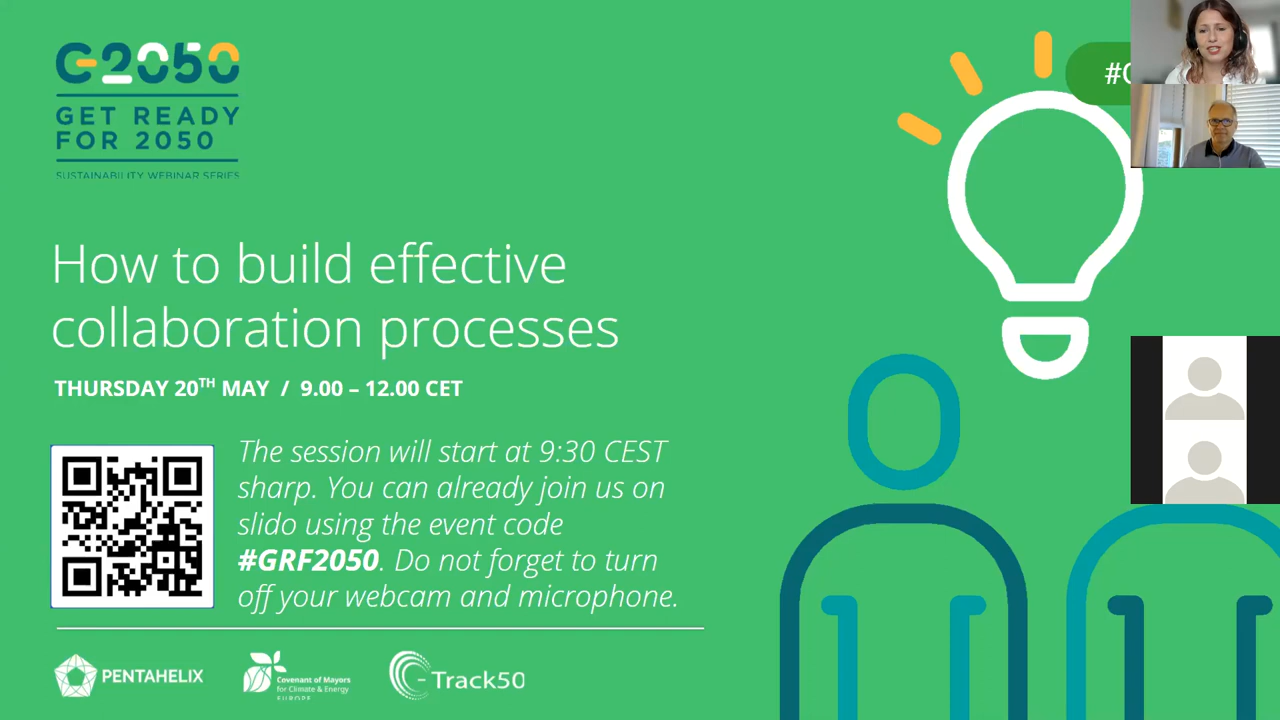 C-2050
GET READY
FOR 2050
SUSTAINABILITY WEBINAR SERIES
How to build effective
collaboration processes
THURSDAY 20TH MAY / 9.00 – 12.00 CET
The session will start at 9:30 CEST
sharp. You can already join us on
slido using the event code
#GRF2050. Do not forget to turn
off your webcam and microphone.
PENTAHELIX
Covenant of Mayors
for Climate & Energy
EUROPE
C-Track50